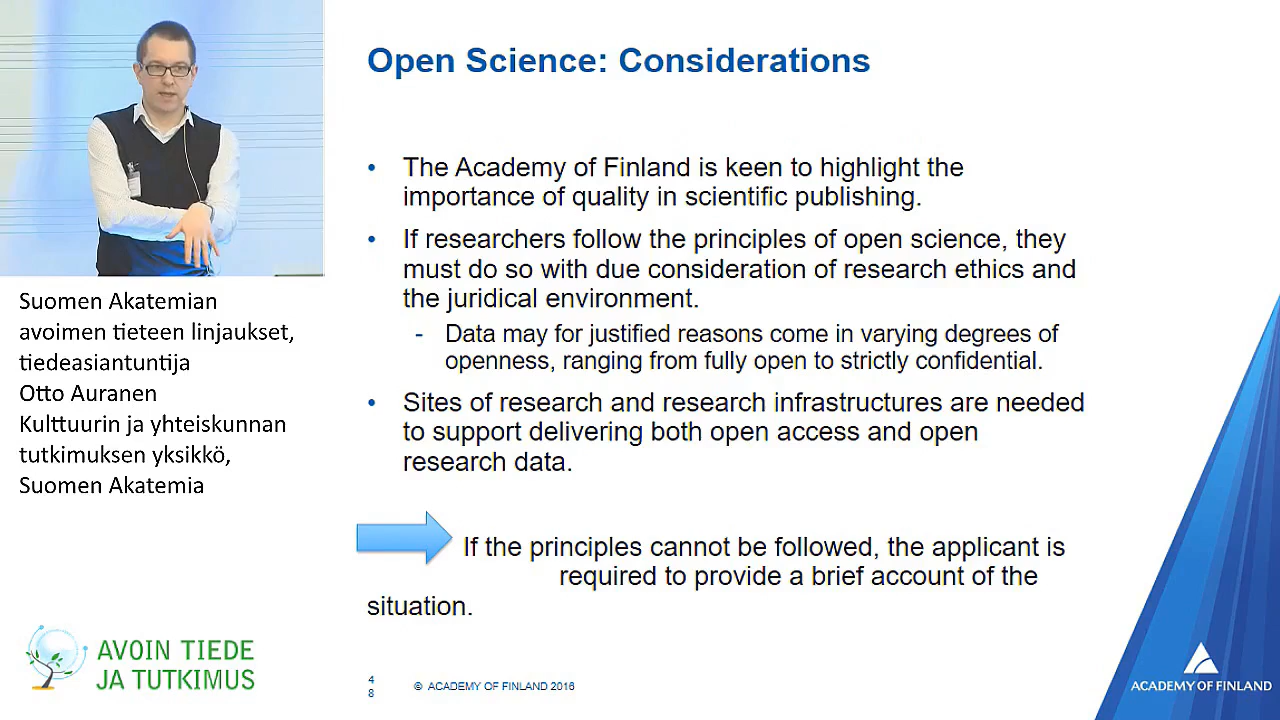 Open Science: Considerations
• The Academy of Finland is keen to highlight the
importance of quality in scientific publishing.
• If researchers follow the principles of open science, they
must do so with due consideration of research ethics and
the juridical environment.
- Data may for justified reasons come in varying degrees of
openness, ranging from fully open to strictly confidential.
• Sites of research and research infrastructures are needed
to support delivering both open access and open
research data.
If the principles cannot be followed, the applicant is
required to provide a brief account of the
situation.
4
8
© ACADEMY OF FINLAND 2016
ACADEMY OF FINLAND
Suomen Akatemian
avoimen tieteen linjaukset,
tiedeasiantuntija
Otto Auranen
Kulttuurin ja yhteiskunnan
tutkimuksen yksikkö,
Suomen Akatemia
AVOIN TIEDE
JA TUTKIMUS